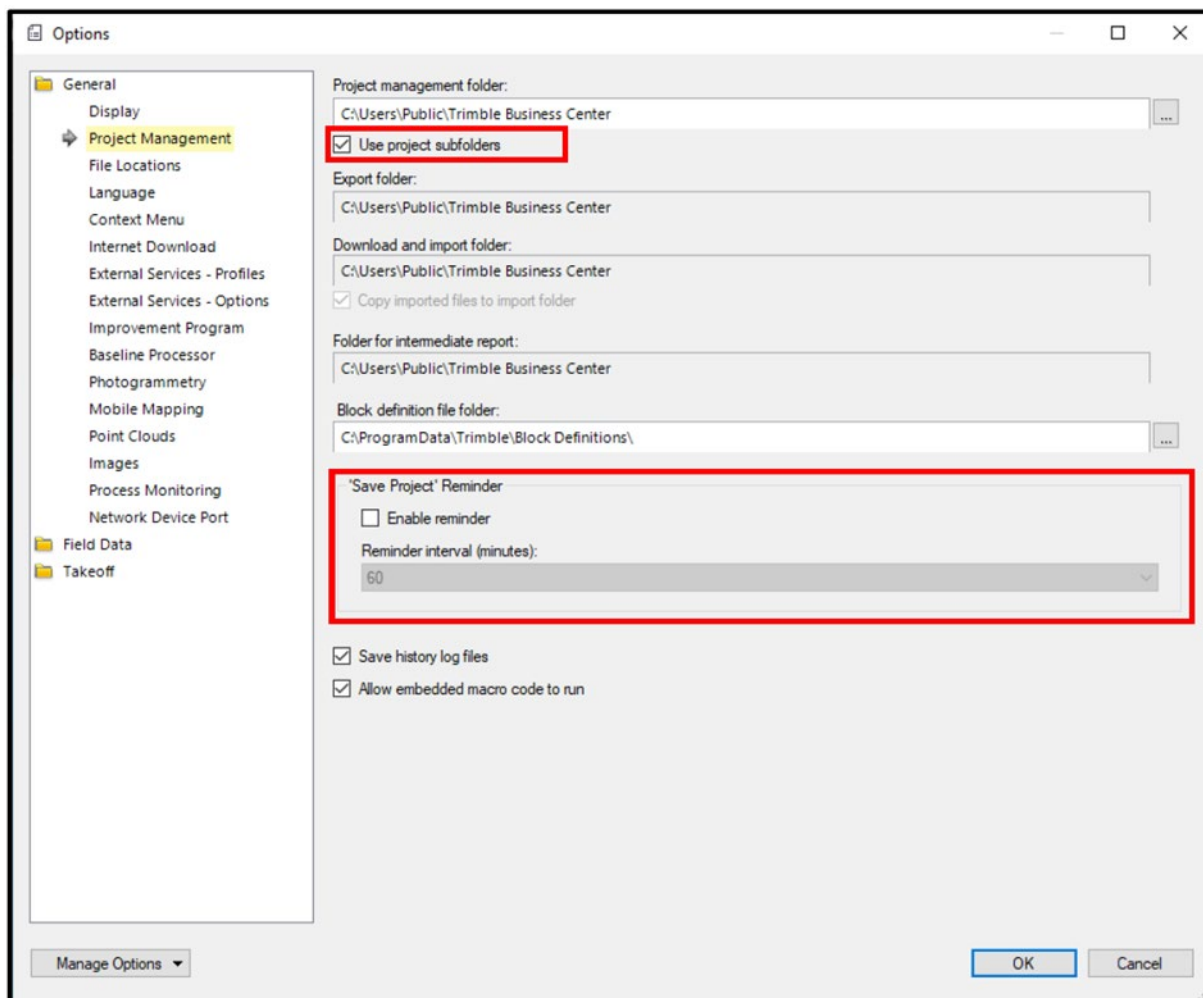 Options
General
Display
Project Management
File Locations
Language
Context Menu
Internet Download
External Services - Profiles
External Services - Options
Improvement Program
Baseline Processor
Photogrammetry
Mobile Mapping
Point Clouds
Images
Process Monitoring
Network Device Port
Field Data
Takeoff
Project management folder:
C:\Users\Public\Trimble Business Center
...
Use project subfolders
Export folder:
C:\Users\Public\Trimble Business Center
Download and import folder:
C:\Users\Public\Trimble Business Center
Copy imported files to import folder
Folder for intermediate report:
C:\Users\Public\Trimble Business Center
Block definition file folder:
C:\ProgramData\Trimble\Block Definitions\
...
'Save Project' Reminder
Enable reminder
Reminder interval (minutes):
60
Save history log files
Allow embedded macro code to run
Manage Options
OK
Cancel